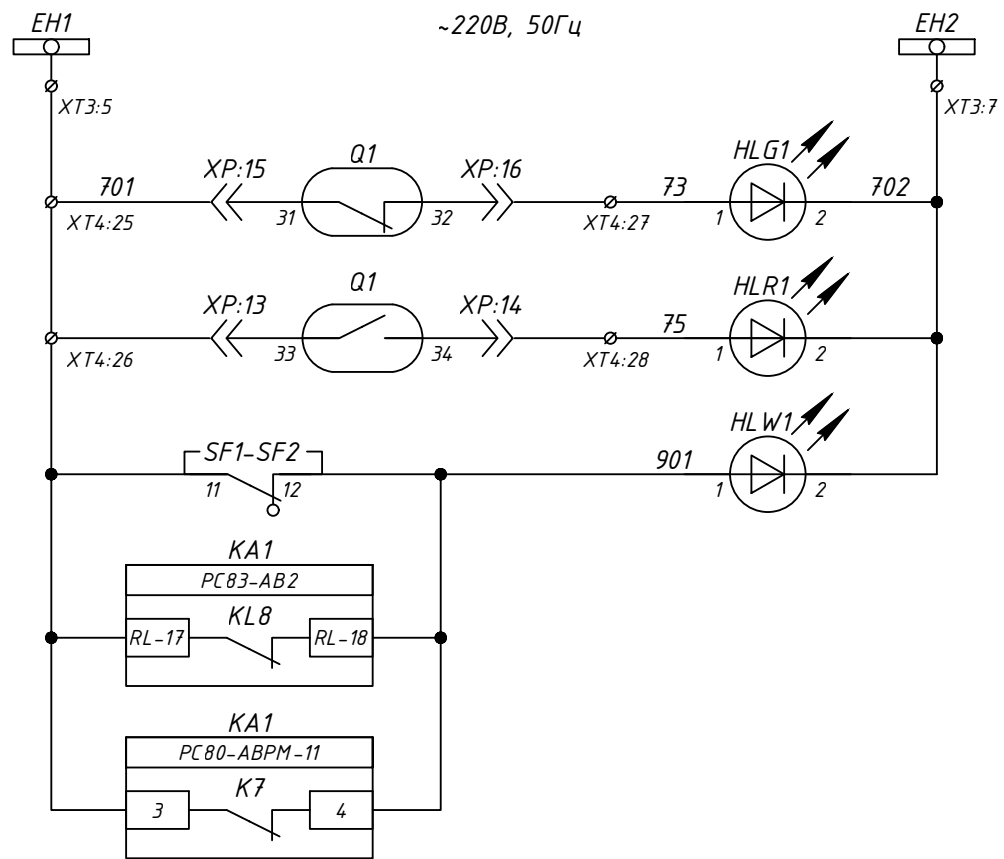 EH1 ~220В, 50Гц EH2
XT3:5 XT3:7
701 XP:15 Q1 XP:16 73 HLG1 702
XT4:25 31 32 XT4:27 1 2
XP:13 Q1 XP:14 75 HLR1
XT4:26 33 34 XT4:28 1 2
SF1-SF2 901 HLW1
11 12 1 2
KA1
РС83-АВ2
KL8
RL-17 RL-18
KA1
РС80-АВРМ-11
K7
3 4